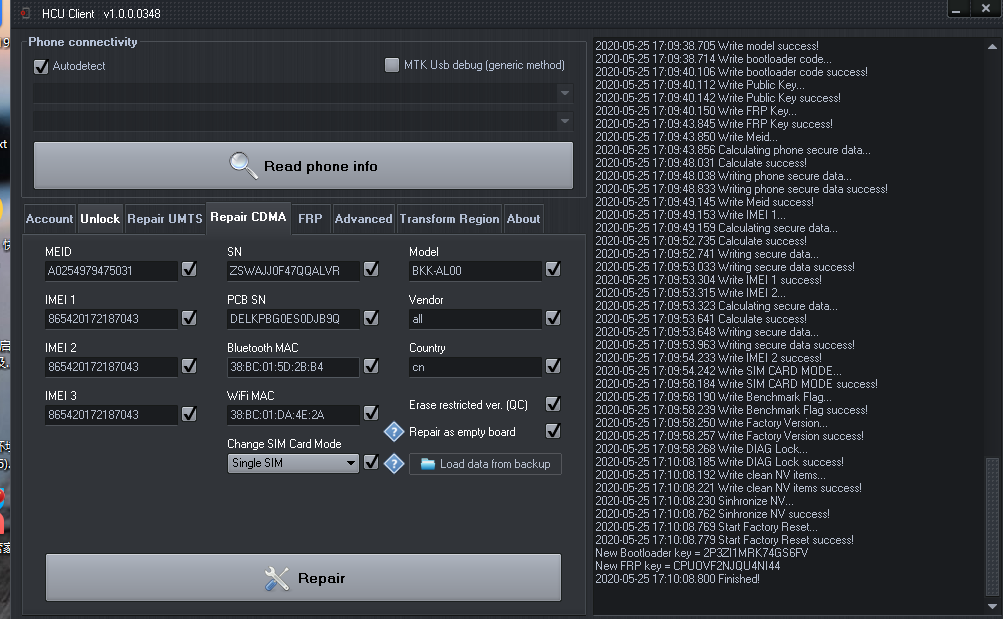 HCU Client v1.0.0.0348
Phone connectivity
Autodetect
MTK Usb debug (generic method)
Read phone info
Account
Unlock
Repair UMTS
Repair CDMA
FRP
Advanced
Transform Region
About
MEID
SN
Model
A0254979475031
ZSWAJJ0F47QQALVR
BKK-AL00
IMEI 1
PCB SN
Vendor
865420172187043
DELKPBG0ES0DJB9Q
all
IMEI 2
Bluetooth MAC
Country
865420172187043
38:BC:01:5D:2B:B4
cn
IMEI 3
WiFi MAC
Erase restricted ver. (QC)
865420172187043
38:BC:01:DA:4E:2A
Repair as empty board
Change SIM Card Mode
Single SIM
Load data from backup
Repair
2020-05-25 17:09:38.705 Write model success!
2020-05-25 17:09:38.714 Write bootloader code...
2020-05-25 17:09:40.106 Write bootloader code success!
2020-05-25 17:09:40.112 Write Public Key...
2020-05-25 17:09:40.142 Write Public Key success!
2020-05-25 17:09:40.150 Write FRP Key...
2020-05-25 17:09:43.845 Write FRP Key success!
2020-05-25 17:09:43.850 Write Meid...
2020-05-25 17:09:43.856 Calculating phone secure data...
2020-05-25 17:09:48.031 Calculate success!
2020-05-25 17:09:48.038 Writing phone secure data...
2020-05-25 17:09:48.833 Writing phone secure data success!
2020-05-25 17:09:49.145 Write Meid success!
2020-05-25 17:09:49.153 Write IMEI 1...
2020-05-25 17:09:49.159 Calculating secure data...
2020-05-25 17:09:52.735 Calculate success!
2020-05-25 17:09:52.741 Writing secure data...
2020-05-25 17:09:53.033 Writing secure data success!
2020-05-25 17:09:53.304 Write IMEI 1 success!
2020-05-25 17:09:53.315 Write IMEI 2...
2020-05-25 17:09:53.323 Calculating secure data...
2020-05-25 17:09:53.641 Calculate success!
2020-05-25 17:09:53.648 Writing secure data...
2020-05-25 17:09:53.963 Writing secure data success!
2020-05-25 17:09:54.233 Write IMEI 2 success!
2020-05-25 17:09:54.242 Write SIM CARD MODE...
2020-05-25 17:09:58.184 Write SIM CARD MODE success!
2020-05-25 17:09:58.190 Write Benchmark Flag...
2020-05-25 17:09:58.239 Write Benchmark Flag success!
2020-05-25 17:09:58.250 Write Factory Version...
2020-05-25 17:09:58.257 Write Factory Version success!
2020-05-25 17:09:58.268 Write DIAG Lock...
2020-05-25 17:10:08.185 Write DIAG Lock success!
2020-05-25 17:10:08.192 Write clean NV items...
2020-05-25 17:10:08.221 Write clean NV items success!
2020-05-25 17:10:08.230 Sinhronize NV...
2020-05-25 17:10:08.762 Sinhronize NV success!
2020-05-25 17:10:08.769 Start Factory Reset...
2020-05-25 17:10:08.779 Start Factory Reset success!
New Bootloader key = 2P3ZI1MRK74GS6FV
New FRP key = CPUOVF2NJQU4NI44
2020-05-25 17:10:08.800 Finished!